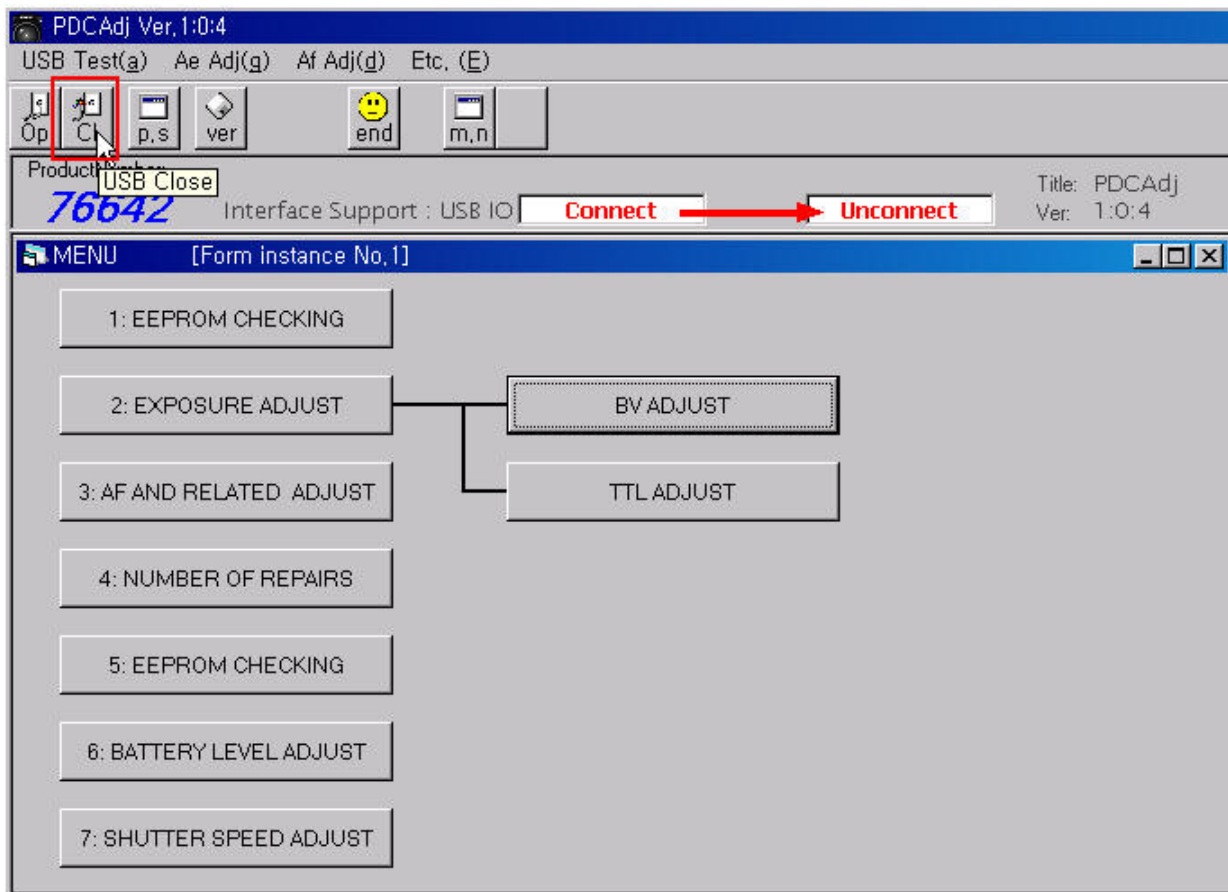 PDCAdj Ver,1:0:4
USB Test(a) Ae Adj(g) Af Adj(d) Etc, (E)
Op Cl p,s ver end m,n
USB Close
76642 Interface Support : USB IO Connect Unconnect
Title: PDCAdj
Ver: 1:0:4
MENU [Form instance No,1]
1: EEPROM CHECKING
2: EXPOSURE ADJUST BV ADJUST
3: AF AND RELATED ADJUST TTL ADJUST
4: NUMBER OF REPAIRS
5: EEPROM CHECKING
6: BATTERY LEVEL ADJUST
7: SHUTTER SPEED ADJUST